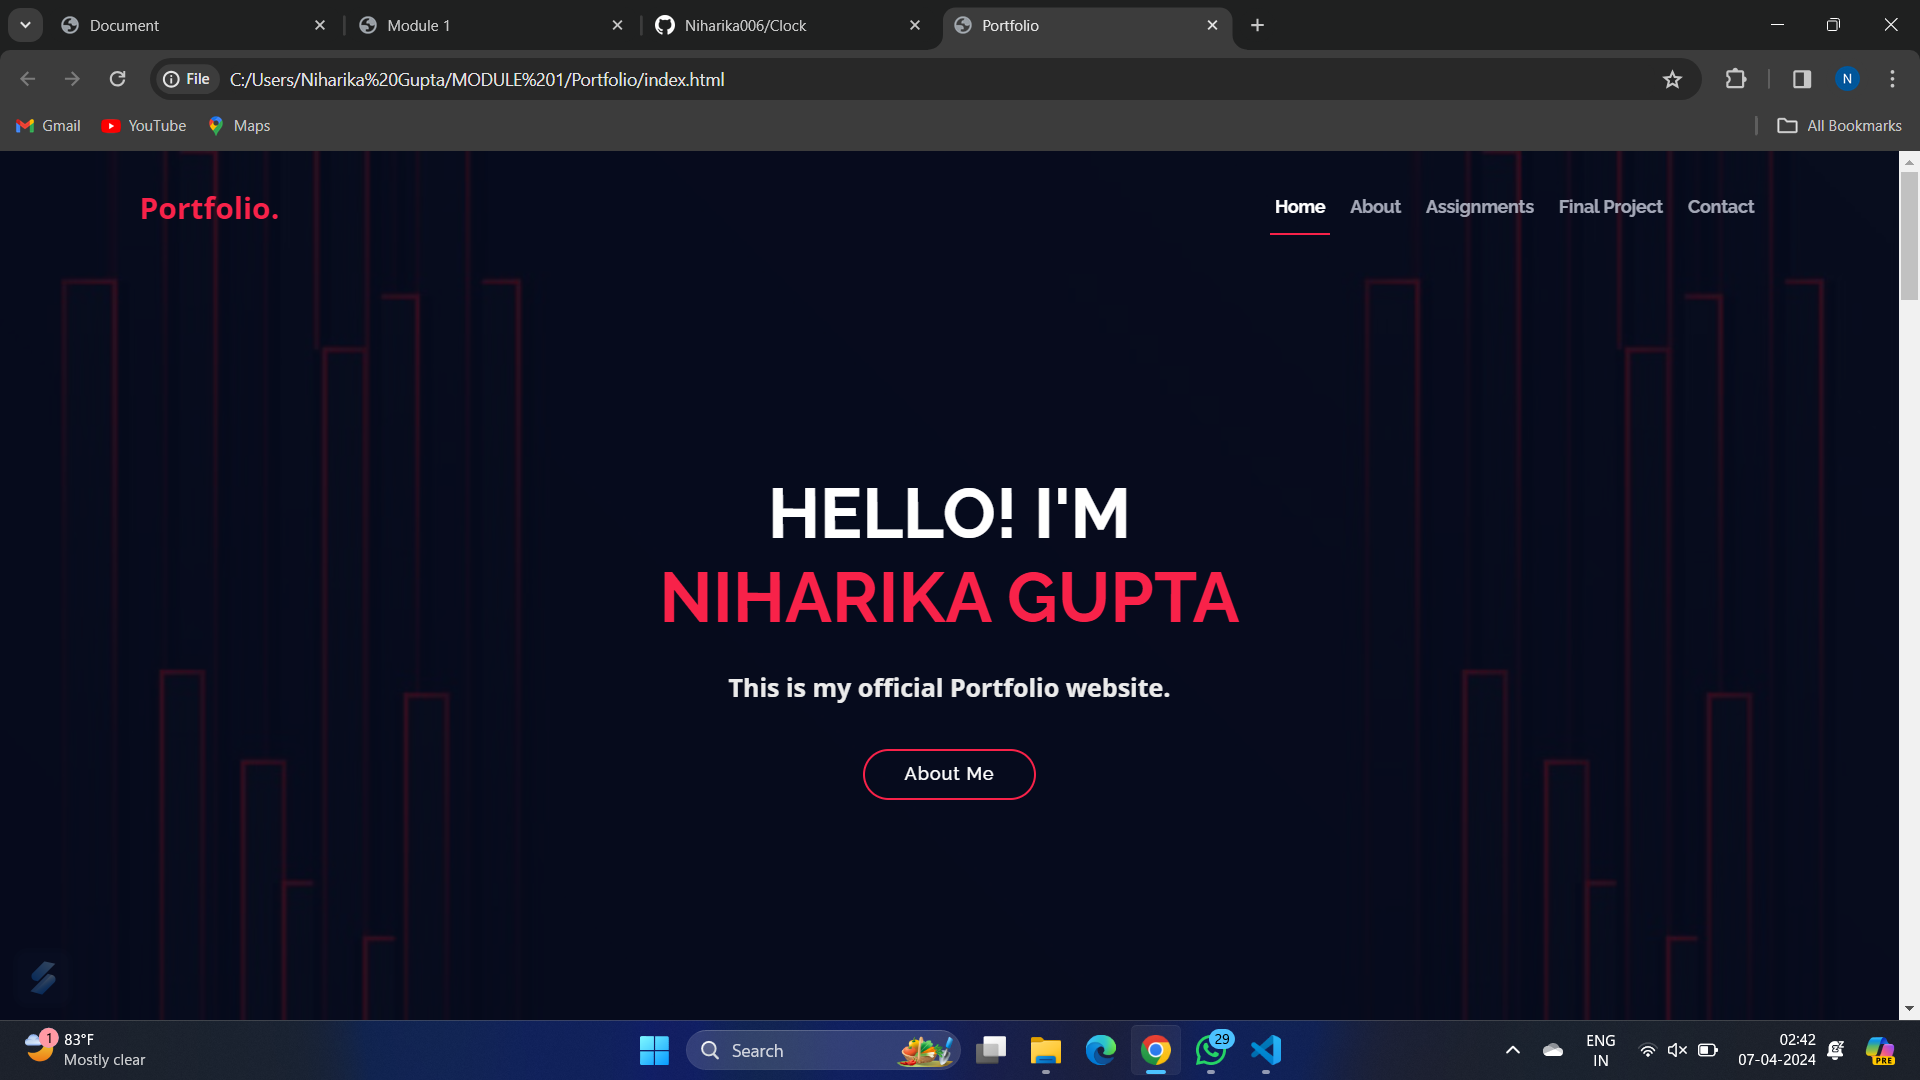 Document
Module 1
Niharika006/Clock
Portfolio
File
C:/Users/Niharika%20Gupta/MODULE%201/Portfolio/index.html
N
Gmail
YouTube
Maps
All Bookmarks
Portfolio.
Home
About
Assignments
Final Project
Contact
HELLO! I'M
NIHARIKA GUPTA
This is my official Portfolio website.
About Me
1
83°F
Mostly clear
Search
29
ENG
IN
02:42
07-04-2024
PRE